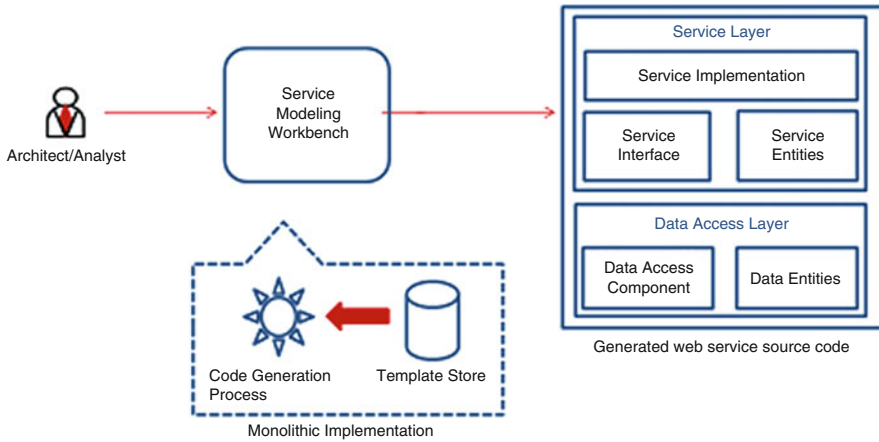 Architect/Analyst
Service
Modeling
Workbench
Service Layer
Service Implementation
Service
Interface
Service
Entities
Data Access Layer
Data Access
Component
Data Entities
Generated web service source code
Code Generation
Process
Template Store
Monolithic Implementation